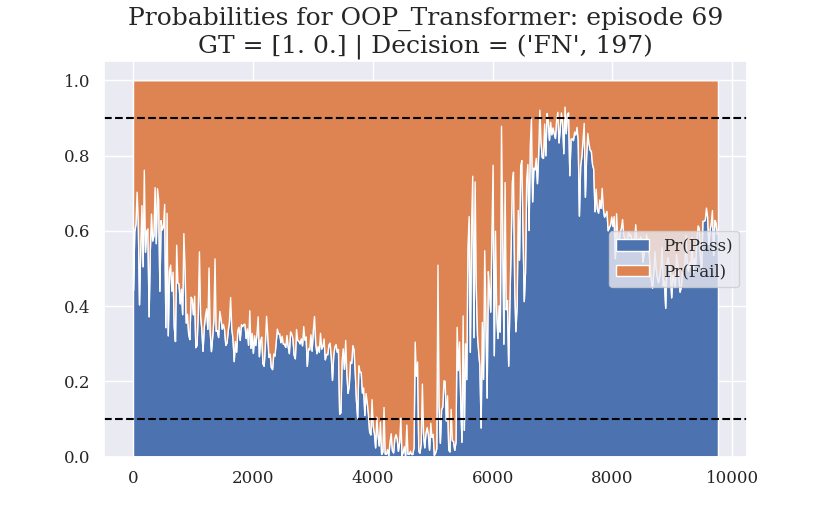 Probabilities for OOP_Transformer: episode 69
GT = [1. 0.] | Decision = ('FN', 197)
1.0
0.8
0.6
0.4
0.2
0.0
Pr(Pass)
Pr(Fail)
0 2000 4000 6000 8000 10000